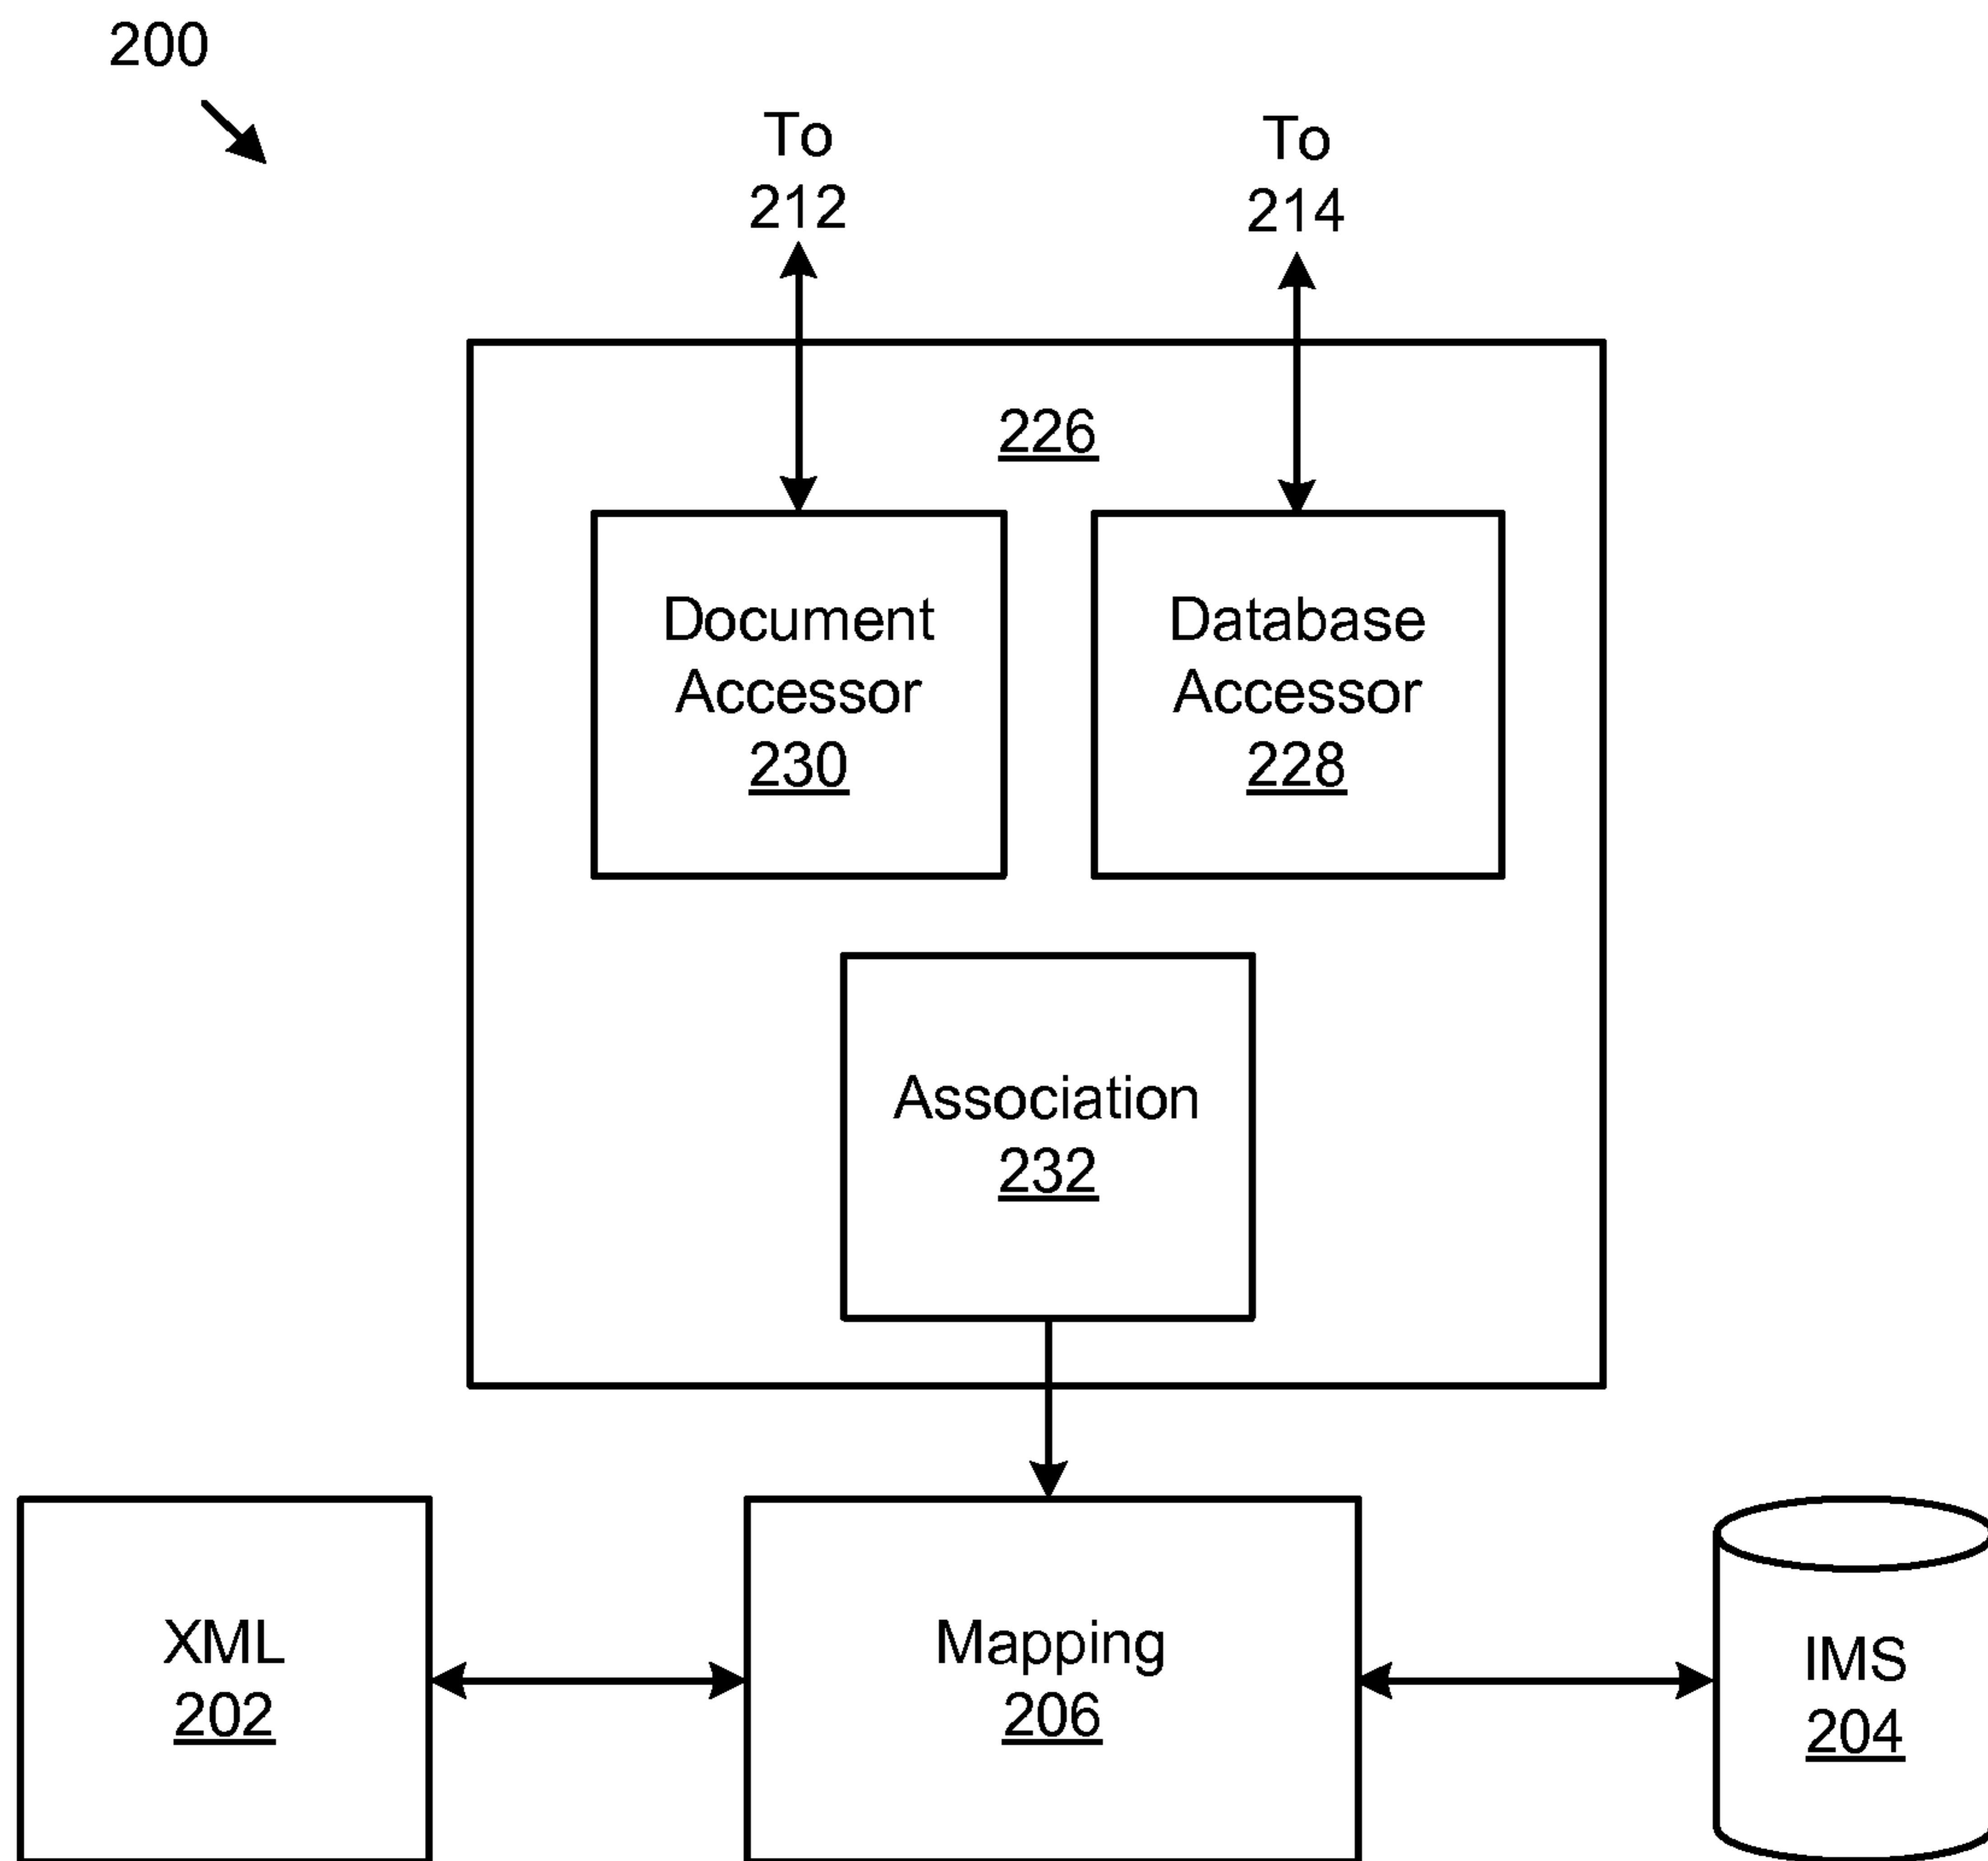 200
To
212
To
214
226
Document
Accessor
230
Database
Accessor
228
Association
232
XML
202
Mapping
206
IMS
204